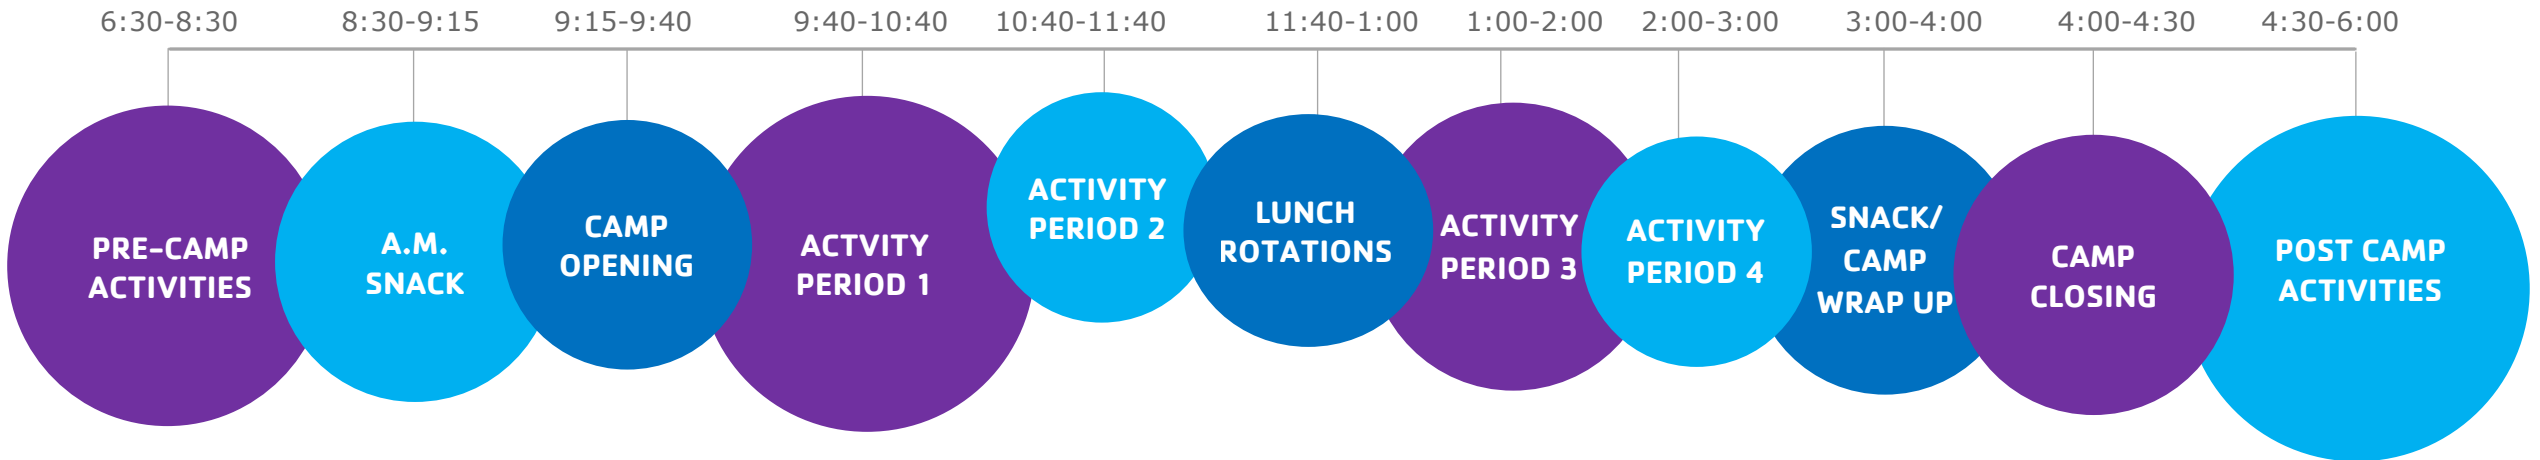 6:30-8:30
8:30-9:15
9:15-9:40
9:40-10:40
10:40-11:40
11:40-1:00
1:00-2:00
2:00-3:00
3:00-4:00
4:00-4:30
4:30-6:00
PRE-CAMP
ACTIVITIES
A.M.
SNACK
CAMP
OPENING
ACTVITY
PERIOD 1
ACTIVITY
PERIOD 2
LUNCH
ROTATIONS
ACTIVITY
PERIOD 3
ACTIVITY
PERIOD 4
SNACK/
CAMP
WRAP UP
CAMP
CLOSING
POST CAMP
ACTIVITIES